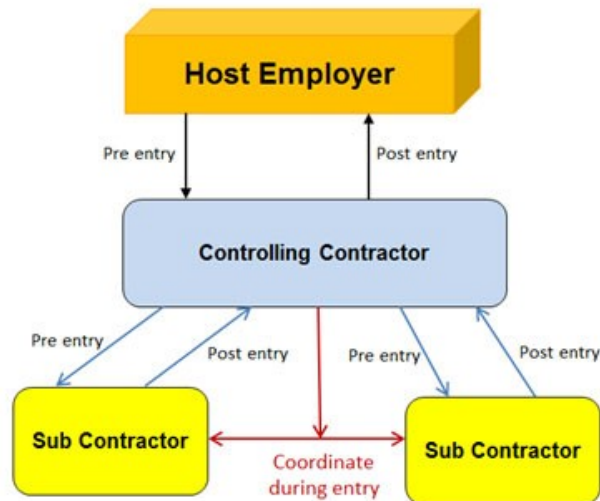 Host Employer
Pre entry
Post entry
Controlling Contractor
Pre entry
Post entry
Pre entry
Post entry
Sub Contractor
Coordinate
during entry
Sub Contractor